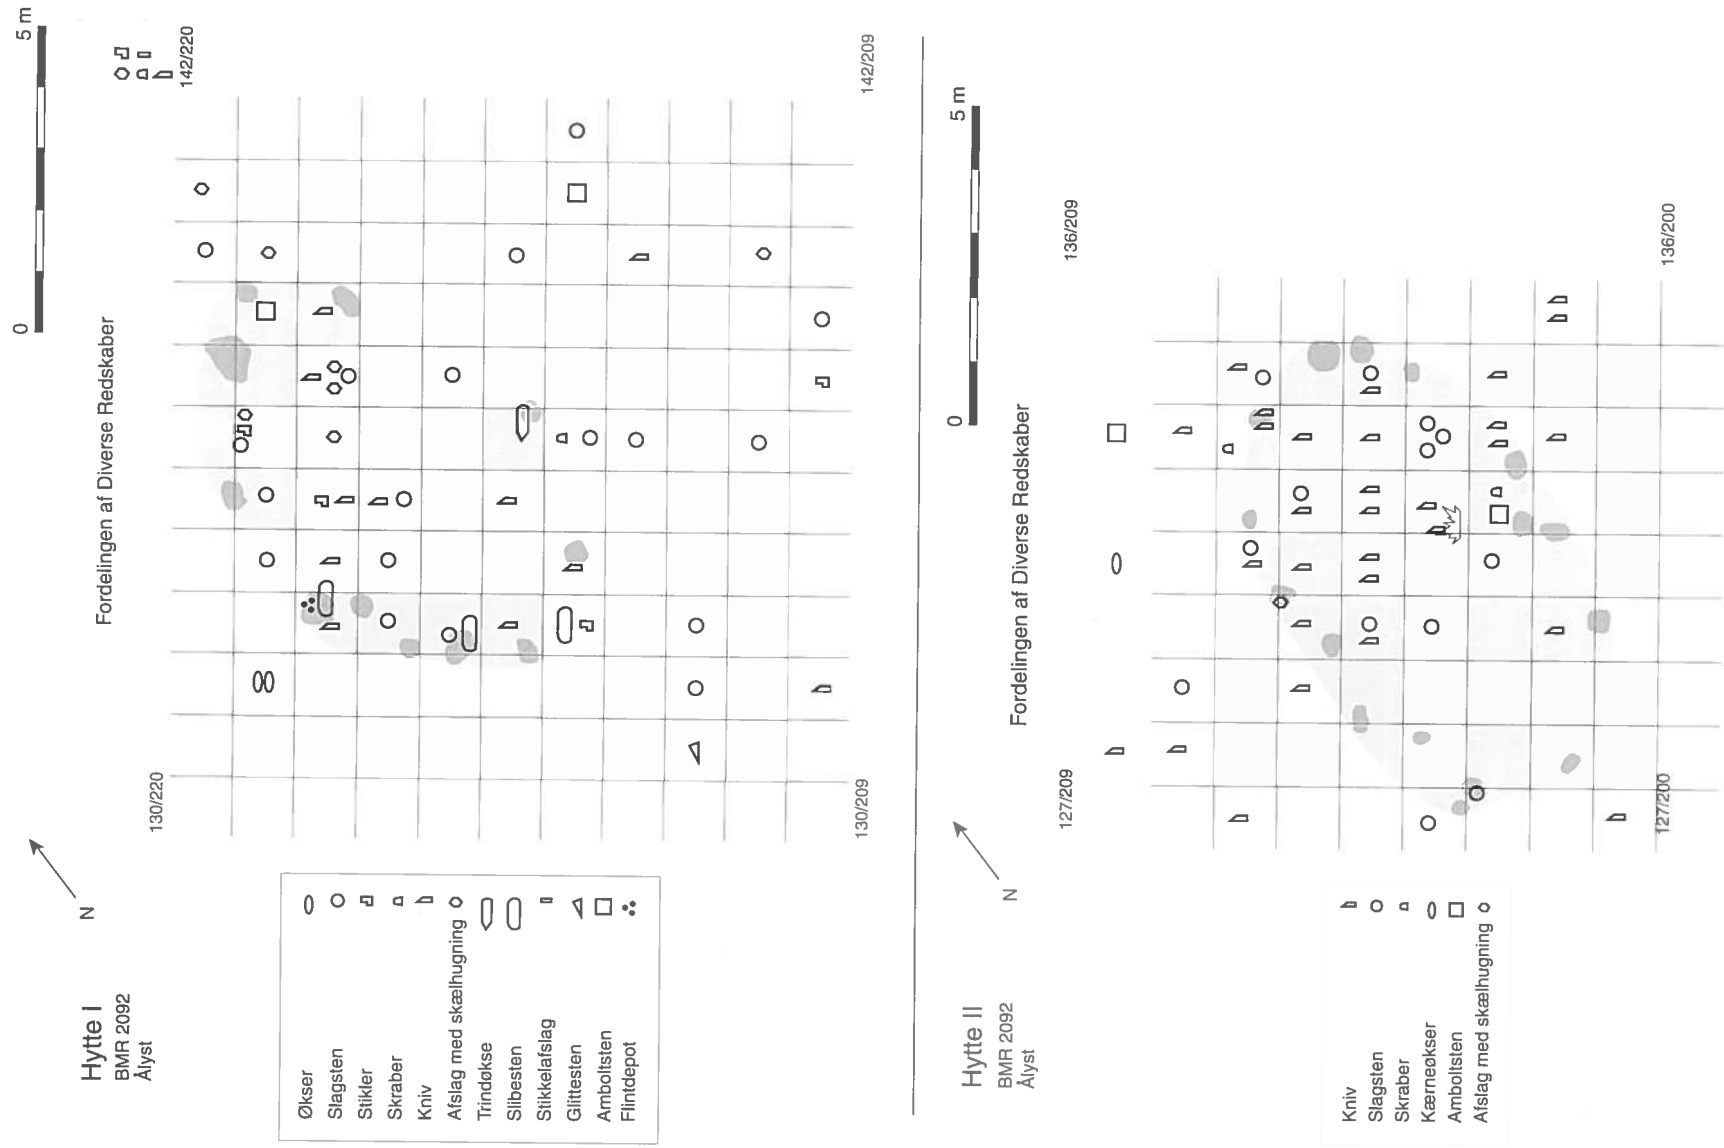 Hytte I
BMR 2092
Ålyst
N
Fordelingen af Diverse Redskaber
0
5 m
Økser
Slagsten
Stikler
Skraber
Kniv
Afslag med skælhugning
Trindøkse
Slibesten
Stikkelafslag
Glittesten
Amboltsten
Flintdepot
130/220
142/220
130/209
142/209
Hytte II
BMR 2092
Ålyst
N
Fordelingen af Diverse Redskaber
0
5 m
Kniv
Slagsten
Skraber
Kærneøkser
Amboltsten
Afslag med skælhugning
127/209
136/209
127/200
136/200